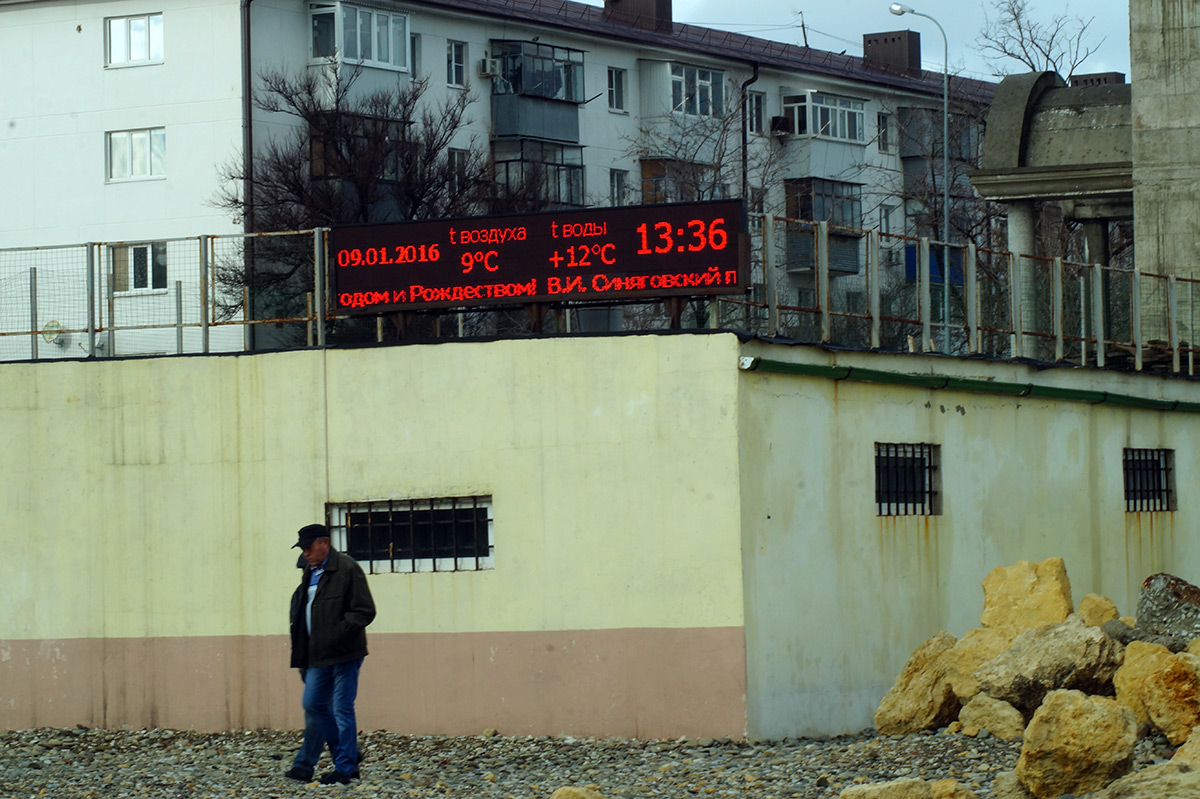 09.01.2016 t воздуха 9°C t воды +12°C 13:36
одом и Рождеством! В.И. Синяговский п